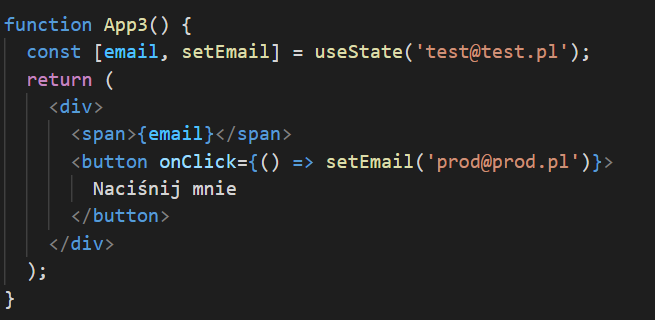 function App3() {
const [email, setEmail] = useState('test@test.pl');
return (
<div>
<span>{email}</span>
<button onClick={() => setEmail('prod@prod.pl')}>
Naciśnij mnie
</button>
</div>
);
}